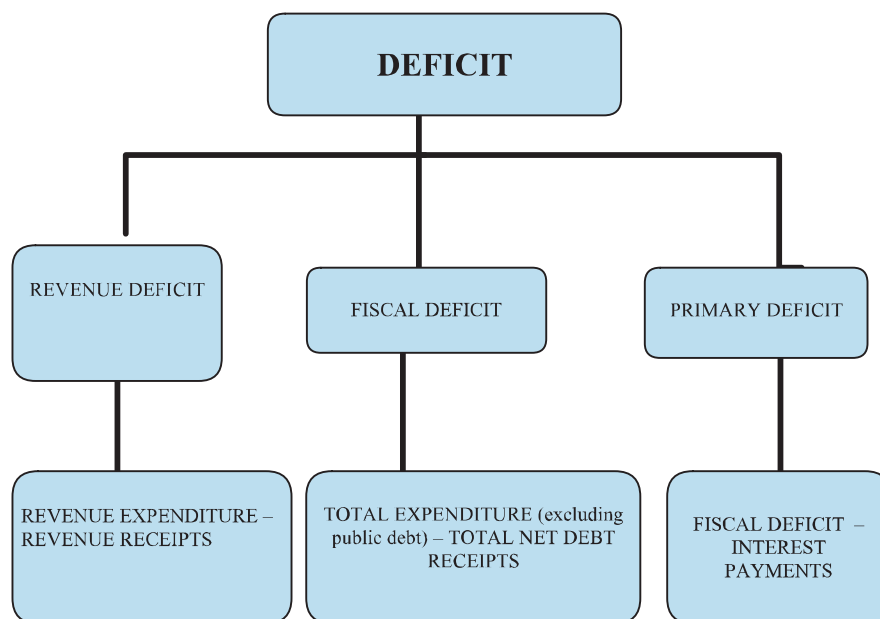 DEFICIT
REVENUE DEFICIT
FISCAL DEFICIT
PRIMARY DEFICIT
REVENUE EXPENDITURE –
REVENUE RECEIPTS
TOTAL EXPENDITURE (excluding
public debt) – TOTAL NET DEBT
RECEIPTS
FISCAL DEFICIT –
INTEREST
PAYMENTS